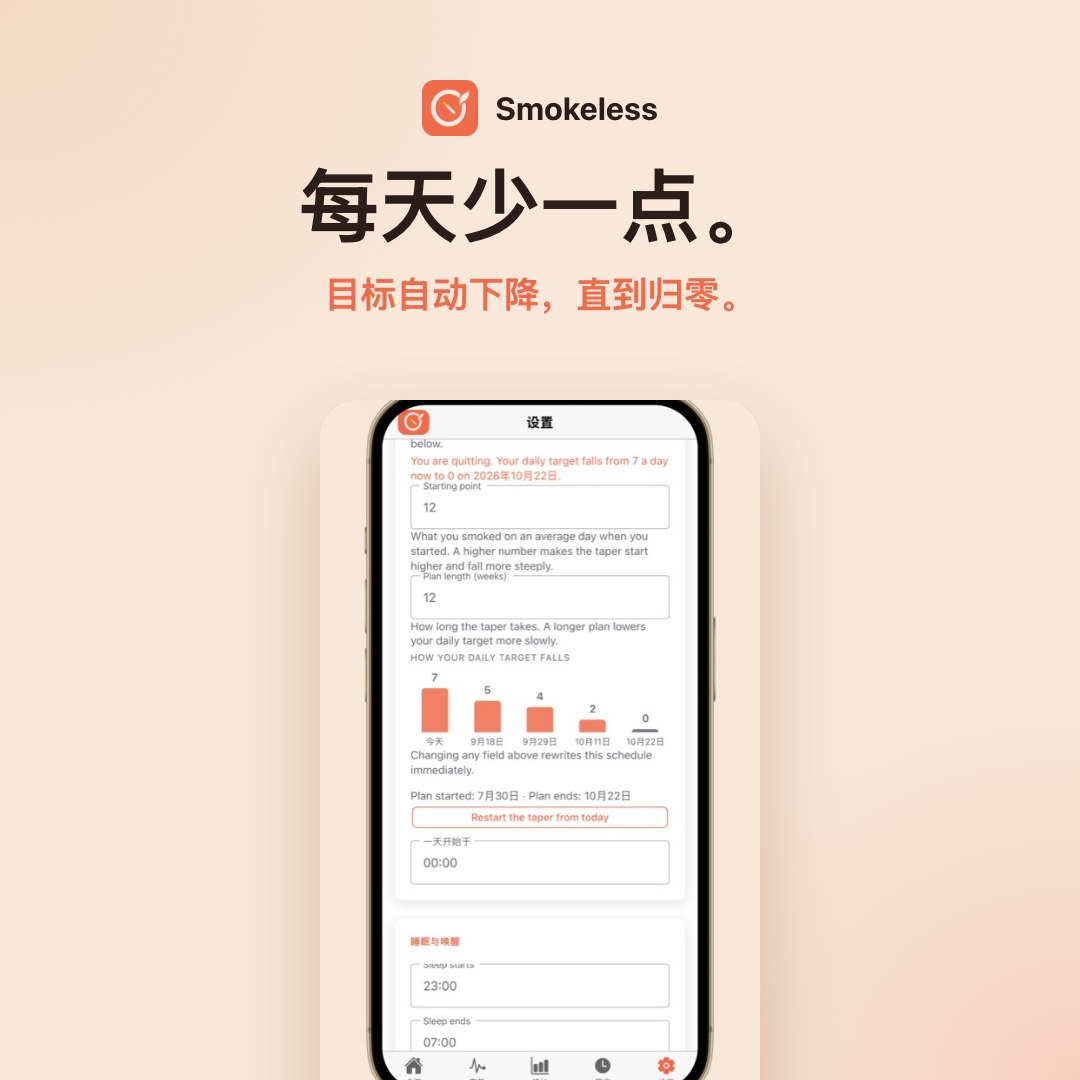 Smokeless
每天少一点。
目标自动下降，直到归零。
设置
below.
You are quitting. Your daily target falls from 7 a day
now to 0 on 2026年10月22日.
Starting point
12
What you smoked on an average day when you
started. A higher number makes the taper start
higher and fall more steeply.
Plan length (weeks)
12
How long the taper takes. A longer plan lowers
your daily target more slowly.
HOW YOUR DAILY TARGET FALLS
7 5 4 2 0
今天 9月18日 9月29日 10月11日 10月22日
Changing any field above rewrites this schedule
immediately.
Plan started: 7月30日 · Plan ends: 10月22日
Restart the taper from today
一天开始于
00:00
睡眠与唤醒
Sleep starts
23:00
Sleep ends
07:00